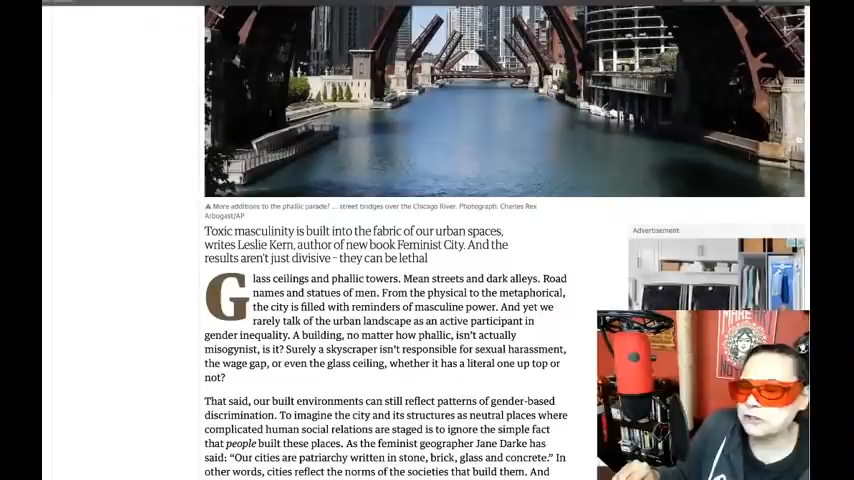 ▲ More additions to the phallic parade? ... street bridges over the Chicago River. Photograph: Charles Rex
Arbogast/AP
Toxic masculinity is built into the fabric of our urban spaces,
writes Leslie Kern, author of new book Feminist City. And the
results aren't just divisive – they can be lethal
Advertisement
Glass ceilings and phallic towers. Mean streets and dark alleys. Road
names and statues of men. From the physical to the metaphorical,
the city is filled with reminders of masculine power. And yet we
rarely talk of the urban landscape as an active participant in
gender inequality. A building, no matter how phallic, isn't actually
misogynist, is it? Surely a skyscraper isn't responsible for sexual harassment,
the wage gap, or even the glass ceiling, whether it has a literal one up top or
not?
That said, our built environments can still reflect patterns of gender-based
discrimination. To imagine the city and its structures as neutral places where
complicated human social relations are staged is to ignore the simple fact
that people built these places. As the feminist geographer Jane Darke has
said: “Our cities are patriarchy written in stone, brick, glass and concrete.” In
other words, cities reflect the norms of the societies that build them. And
MAKE